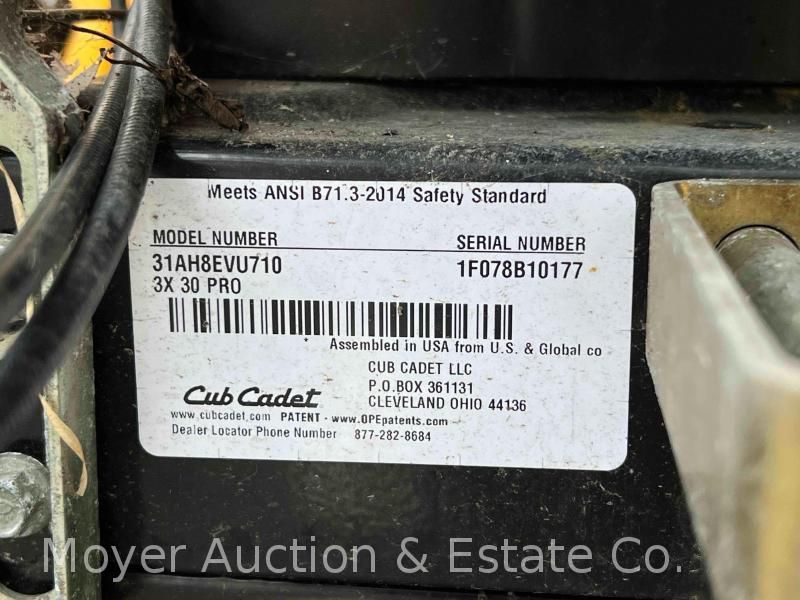 Meets ANSI B71.3-2014 Safety Standard
MODEL NUMBER SERIAL NUMBER
31AH8EVU710 1F078B10177
3X 30 PRO
* Assembled in USA from U.S. & Global co
CUB CADET LLC
P.O.BOX 361131
Cub Cadet CLEVELAND OHIO 44136
www.cubcadet.com PATENT - www.OPEpatents.com
Dealer Locator Phone Number 877-282-8684
Moyer Auction & Estate Co.